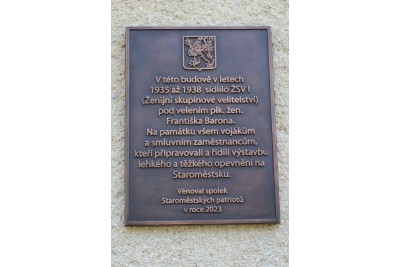 V této budově v letech
1935 až 1938 sídlilo ŽSV I
(Ženijní skupinové velitelství)
pod velením plk. žen.
Františka Barona.
Na památku všem vojákům
a smluvním zaměstnancům,
kteří připravovali a řídili výstavbu
lehkého a těžkého opevnění na
Staroměstsku.
Věnoval spolek
Staroměstských patriotů
v roce 2023